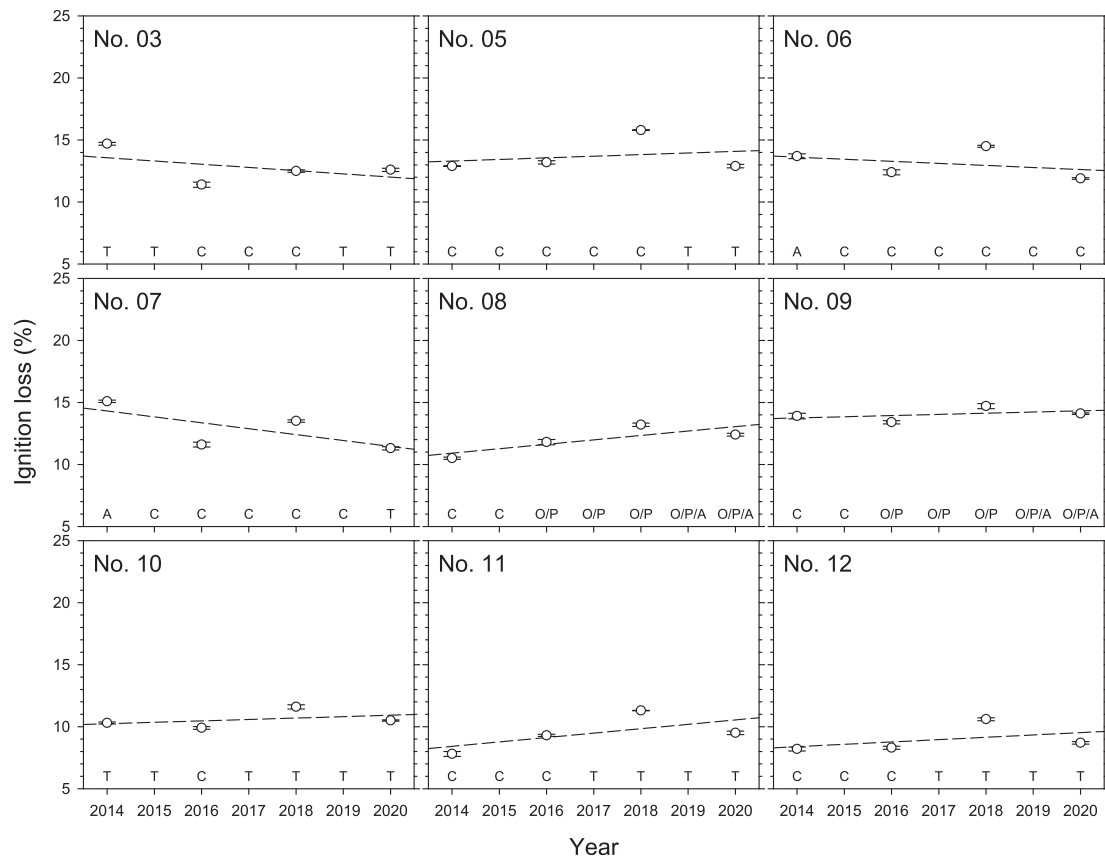 25
20
15
10
5
No. 03
T T C C C T T
No. 05
C C C C C T T
No. 06
A C C C C C C
25
20
15
10
5
No. 07
A C C C C C T
No. 08
C C O/P O/P O/P O/P/A O/P/A
No. 09
C C O/P O/P O/P O/P/A O/P/A
Ignition loss (%)
25
20
15
10
5
No. 10
T T C T T T T
No. 11
C C C T T T T
No. 12
C C C T T T T
2014 2015 2016 2017 2018 2019 2020
2014 2015 2016 2017 2018 2019 2020
2014 2015 2016 2017 2018 2019 2020
Year